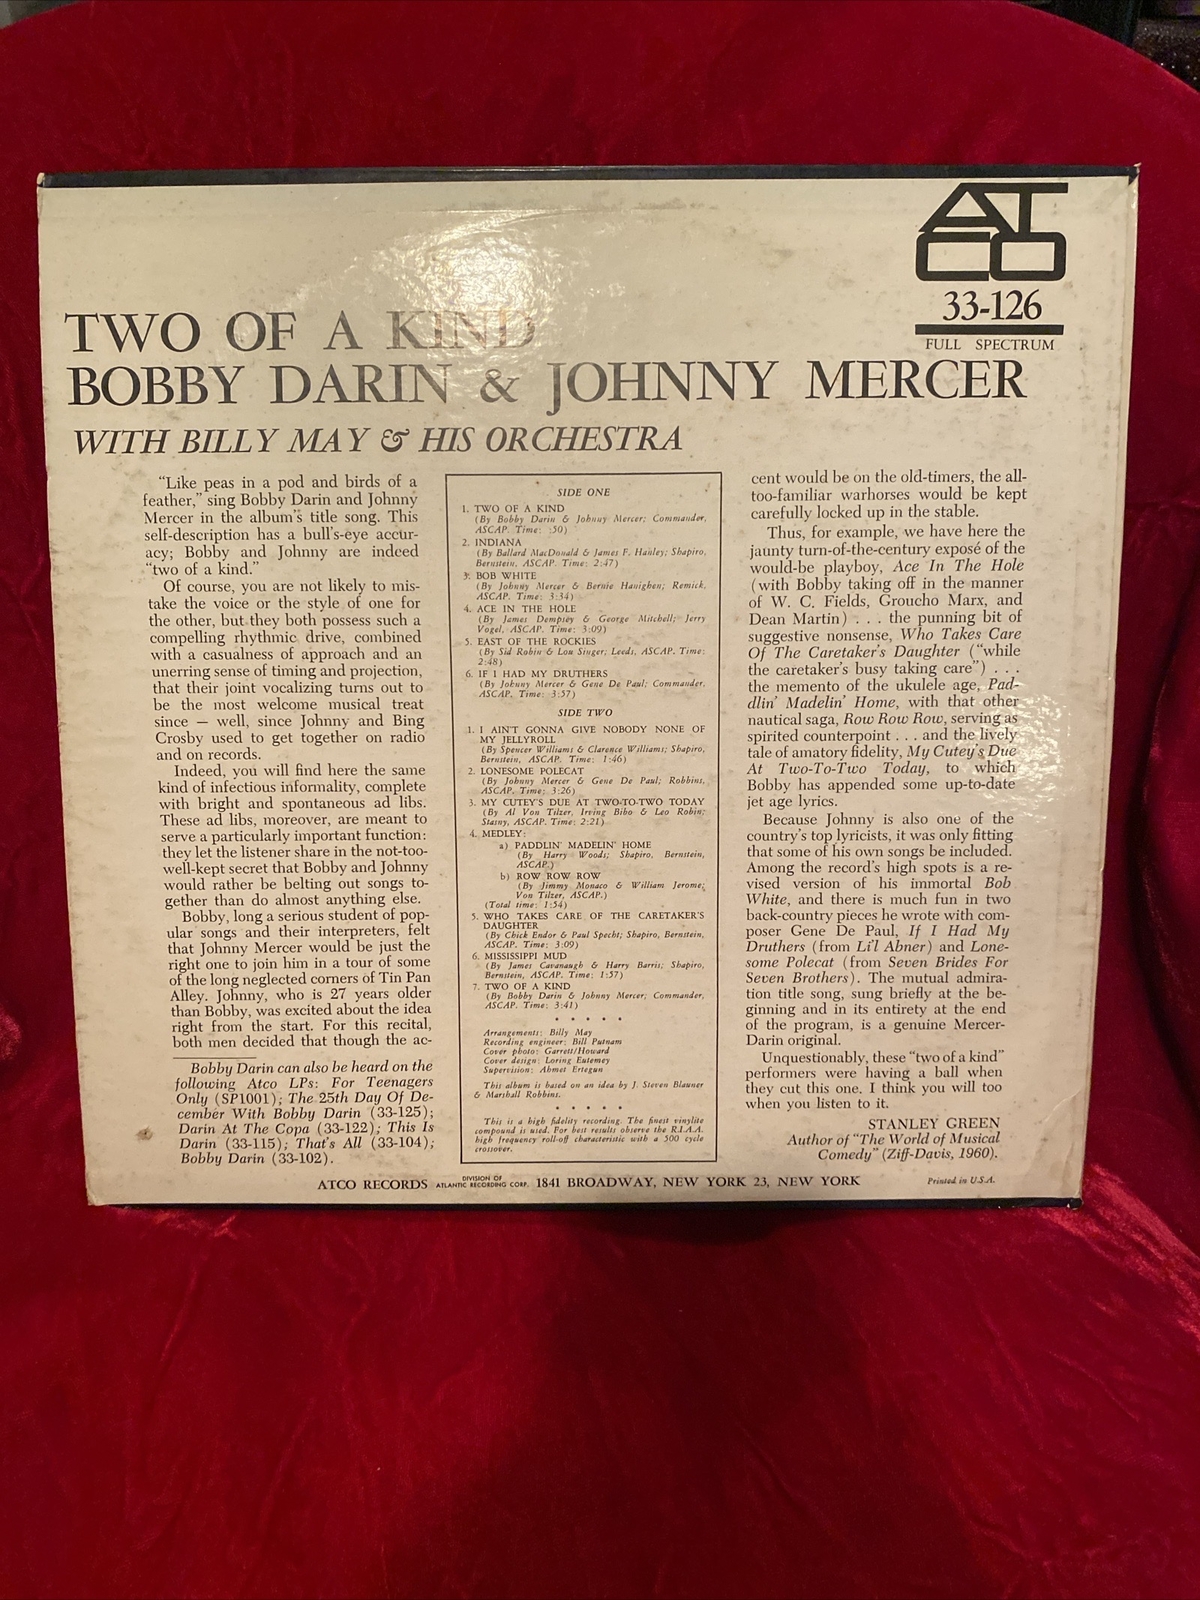 ATCO
33-126
FULL SPECTRUM
TWO OF A KIND
BOBBY DARIN & JOHNNY MERCER
WITH BILLY MAY & HIS ORCHESTRA
"Like peas in a pod and birds of a
feather," sing Bobby Darin and Johnny
Mercer in the album's title song. This
self-description has a bull's-eye accur-
acy; Bobby and Johnny are indeed
"two of a kind."
Of course, you are not likely to mis-
take the voice or the style of one for
the other, but they both possess such a
compelling rhythmic drive, combined
with a casualness of approach and an
unerring sense of timing and projection,
that their joint vocalizing turns out to
be the most welcome musical treat
since — well, since Johnny and Bing
Crosby used to get together on radio
and on records.
Indeed, you will find here the same
kind of infectious informality, complete
with bright and spontaneous ad libs.
These ad libs, moreover, are meant to
serve a particularly important function:
they let the listener share in the not-too-
well-kept secret that Bobby and Johnny
would rather be belting out songs to-
gether than do almost anything else.
Bobby, long a serious student of pop-
ular songs and their interpreters, felt
that Johnny Mercer would be just the
right one to join him in a tour of some
of the long neglected corners of Tin Pan
Alley. Johnny, who is 27 years older
than Bobby, was excited about the idea
right from the start. For this recital,
both men decided that though the ac-
Bobby Darin can also be heard on the
following Atco LPs: For Teenagers
Only (SP1001); The 25th Day Of De-
cember With Bobby Darin (33-125);
Darin At The Copa (33-122); This Is
Darin (33-115); That's All (33-104);
Bobby Darin (33-102).
SIDE ONE
1. TWO OF A KIND
(By Bobby Darin & Johnny Mercer; Commander,
ASCAP. Time: :50)
2. INDIANA
(By Ballard MacDonald & James F. Hanley; Shapiro,
Bernstein, ASCAP. Time: 2:47)
3. BOB WHITE
(By Johnny Mercer & Bernie Hanighen; Remick,
ASCAP. Time: 3:34)
4. ACE IN THE HOLE
(By James Dempsey & George Mitchell; Jerry
Vogel, ASCAP. Time: 3:09)
5. EAST OF THE ROCKIES
(By Sid Robin & Lou Singer; Leeds, ASCAP. Time:
2:48)
6. IF I HAD MY DRUTHERS
(By Johnny Mercer & Gene De Paul; Commander,
ASCAP. Time: 3:57)
SIDE TWO
1. I AIN'T GONNA GIVE NOBODY NONE OF
MY JELLYROLL
(By Spencer Williams & Clarence Williams; Shapiro,
Bernstein, ASCAP. Time: 1:46)
2. LONESOME POLECAT
(By Johnny Mercer & Gene De Paul; Robbins,
ASCAP. Time: 3:26)
3. MY CUTEY'S DUE AT TWO-TO-TWO TODAY
(By Al Von Tilzer, Irving Bibo & Leo Robin;
Stasny, ASCAP. Time: 2:21)
4. MEDLEY:
a) PADDLIN' MADELIN' HOME
(By Harry Woods; Shapiro, Bernstein,
ASCAP.)
b) ROW ROW ROW
(By Jimmy Monaco & William Jerome;
Von Tilzer, ASCAP.)
(Total time: 1:54)
5. WHO TAKES CARE OF THE CARETAKER'S
DAUGHTER
(By Chick Endor & Paul Specht; Shapiro, Bernstein,
ASCAP. Time: 3:09)
6. MISSISSIPPI MUD
(By James Cavanaugh & Harry Barris; Shapiro,
Bernstein, ASCAP. Time: 1:57)
7. TWO OF A KIND
(By Bobby Darin & Johnny Mercer; Commander,
ASCAP. Time: 3:41)
* * * * *
Arrangements: Billy May
Recording engineer: Bill Putnam
Cover photo: Garrett/Howard
Cover design: Loring Eutemey
Supervision: Ahmet Ertegun
This album is based on an idea by J. Steven Blauner
& Marshall Robbins.
* * * * *
This is a high fidelity recording. The finest vinylite
compound is used. For best results observe the R.I.A.A.
high frequency roll-off characteristic with a 500 cycle
crossover.
cent would be on the old-timers, the all-
too-familiar warhorses would be kept
carefully locked up in the stable.
Thus, for example, we have here the
jaunty turn-of-the-century exposé of the
would-be playboy, Ace In The Hole
(with Bobby taking off in the manner
of W. C. Fields, Groucho Marx, and
Dean Martin) . . . the punning bit of
suggestive nonsense, Who Takes Care
Of The Caretaker's Daughter ("while
the caretaker's busy taking care") . . .
the memento of the ukulele age, Pad-
dlin' Madelin' Home, with that other
nautical saga, Row Row Row, serving as
spirited counterpoint . . . and the lively
tale of amatory fidelity, My Cutey's Due
At Two-To-Two Today, to which
Bobby has appended some up-to-date
jet age lyrics.
Because Johnny is also one of the
country's top lyricists, it was only fitting
that some of his own songs be included.
Among the record's high spots is a re-
vised version of his immortal Bob
White, and there is much fun in two
back-country pieces he wrote with com-
poser Gene De Paul, If I Had My
Druthers (from Li'l Abner) and Lone-
some Polecat (from Seven Brides For
Seven Brothers). The mutual admira-
tion title song, sung briefly at the be-
ginning and in its entirety at the end
of the program, is a genuine Mercer-
Darin original.
Unquestionably, these "two of a kind"
performers were having a ball when
they cut this one. I think you will too
when you listen to it.
STANLEY GREEN
Author of "The World of Musical
Comedy" (Ziff-Davis, 1960).
ATCO RECORDS DIVISION OF ATLANTIC RECORDING CORP. 1841 BROADWAY, NEW YORK 23, NEW YORK
Printed in U.S.A.